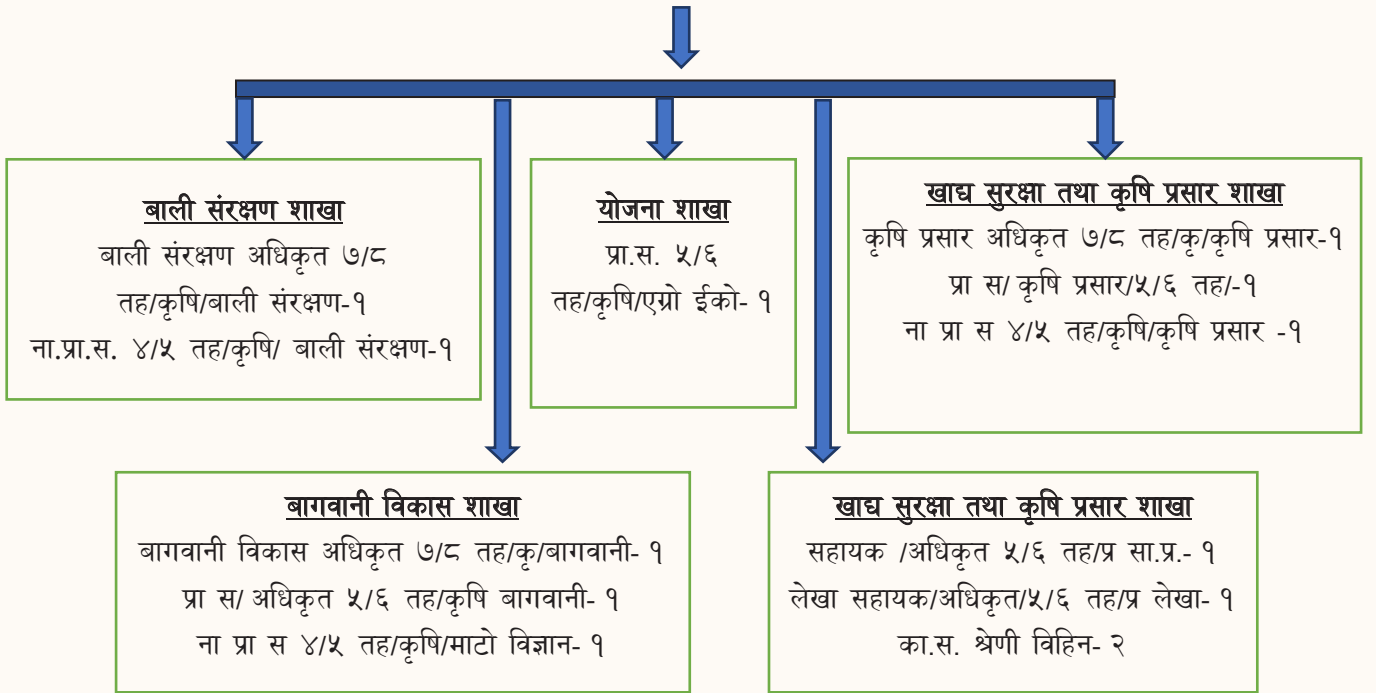 बाली संरक्षण शाखा
बाली संरक्षण अधिकृत ७/८
तह/कृषि/बाली संरक्षण-१
ना.प्रा.स. ४/५ तह/कृषि/ बाली संरक्षण-१
योजना शाखा
प्रा.स. ५/६
तह/कृषि/एग्रो ईको- १
खाद्य सुरक्षा तथा कृषि प्रसार शाखा
कृषि प्रसार अधिकृत ७/८ तह/कृ/कृषि प्रसार-१
प्रा स/ कृषि प्रसार/५/६ तह/-१
ना प्रा स ४/५ तह/कृषि/कृषि प्रसार -१
बागवानी विकास शाखा
बागवानी विकास अधिकृत ७/८ तह/कृ/बागवानी- १
प्रा स/ अधिकृत ५/६ तह/कृषि बागवानी- १
ना प्रा स ४/५ तह/कृषि/माटो विज्ञान- १
खाद्य सुरक्षा तथा कृषि प्रसार शाखा
सहायक /अधिकृत ५/६ तह/प्र सा.प्र.- १
लेखा सहायक/अधिकृत/५/६ तह/प्र लेखा- १
का.स. श्रेणी विहिन- २